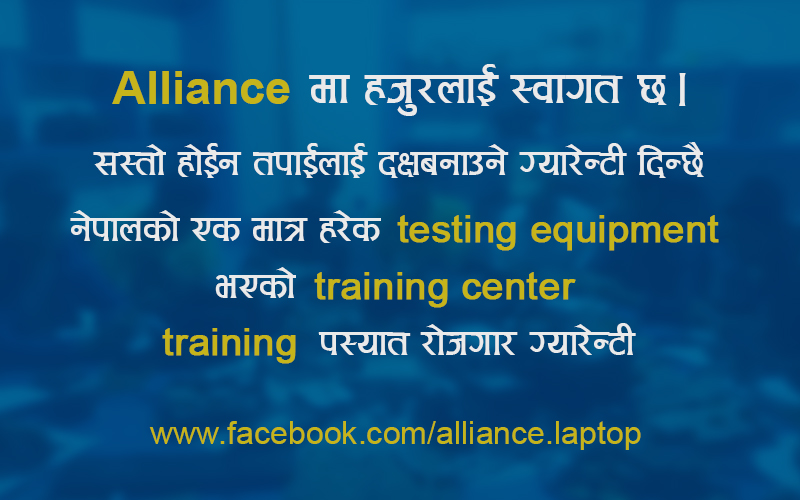 Alliance मा हजुरलाई स्वागत छ।
सस्तो होईन तपाईलाई दक्षबनाउने ग्यारेन्टी दिन्छौ
नेपालको एक मात्र हरेक testing equipment
भएको training center
training पस्यात रोजगार ग्यारेन्टी
www.facebook.com/alliance.laptop